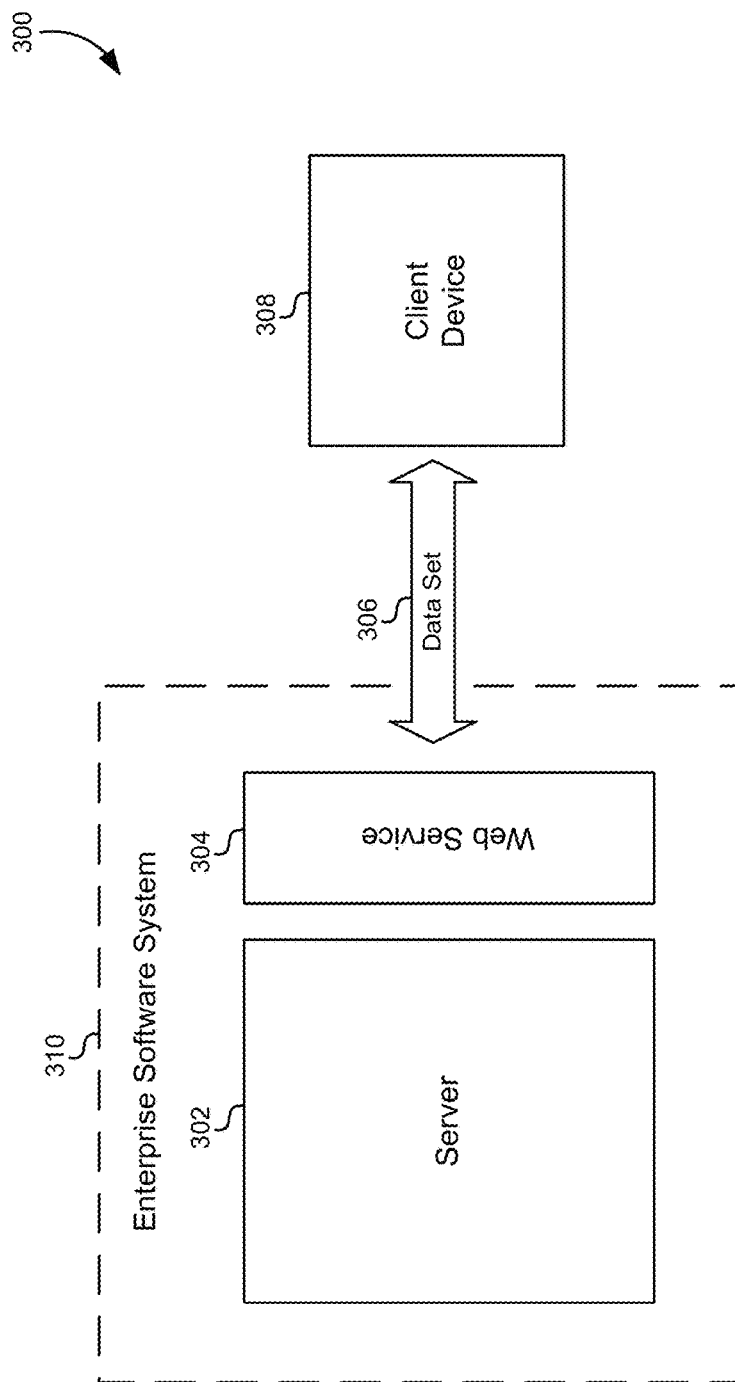 300
310
Enterprise Software System
302
Server
304
Web Service
306
Data Set
308
Client
Device